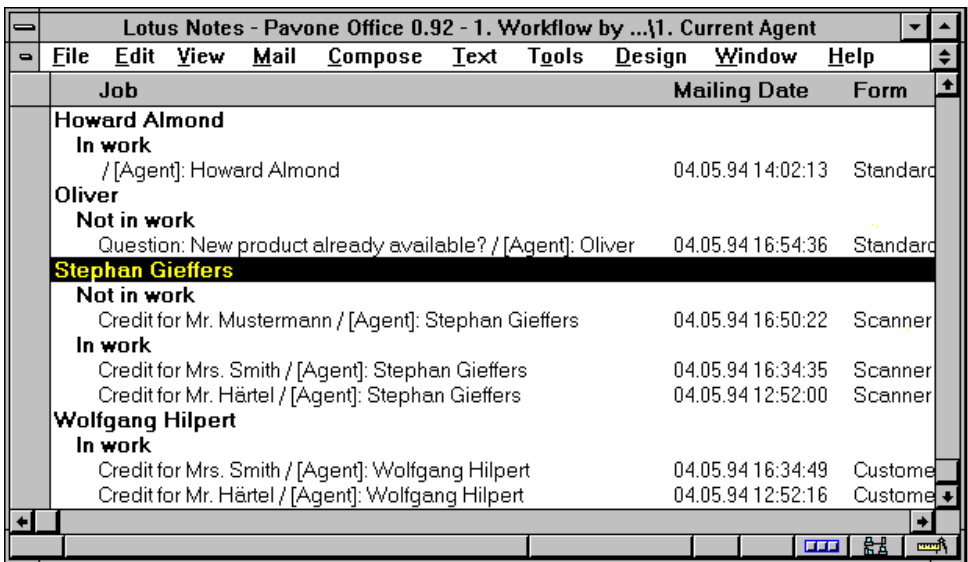 Lotus Notes - Pavone Office 0.92 - 1. Workflow by ...\1. Current Agent
File Edit View Mail Compose Text Tools Design Window Help
Job Mailing Date Form
Howard Almond
In work
/ [Agent]: Howard Almond 04.05.94 14:02:13 Standard
Oliver
Not in work
Question: New product already available? / [Agent]: Oliver 04.05.94 16:54:36 Standard
Stephan Gieffers
Not in work
Credit for Mr. Mustermann / [Agent]: Stephan Gieffers 04.05.94 16:50:22 Scanner
In work
Credit for Mrs. Smith / [Agent]: Stephan Gieffers 04.05.94 16:34:35 Scanner
Credit for Mr. Härtel / [Agent]: Stephan Gieffers 04.05.94 12:52:00 Scanner
Wolfgang Hilpert
In work
Credit for Mrs. Smith / [Agent]: Wolfgang Hilpert 04.05.94 16:34:49 Custome
Credit for Mr. Härtel / [Agent]: Wolfgang Hilpert 04.05.94 12:52:16 Custome